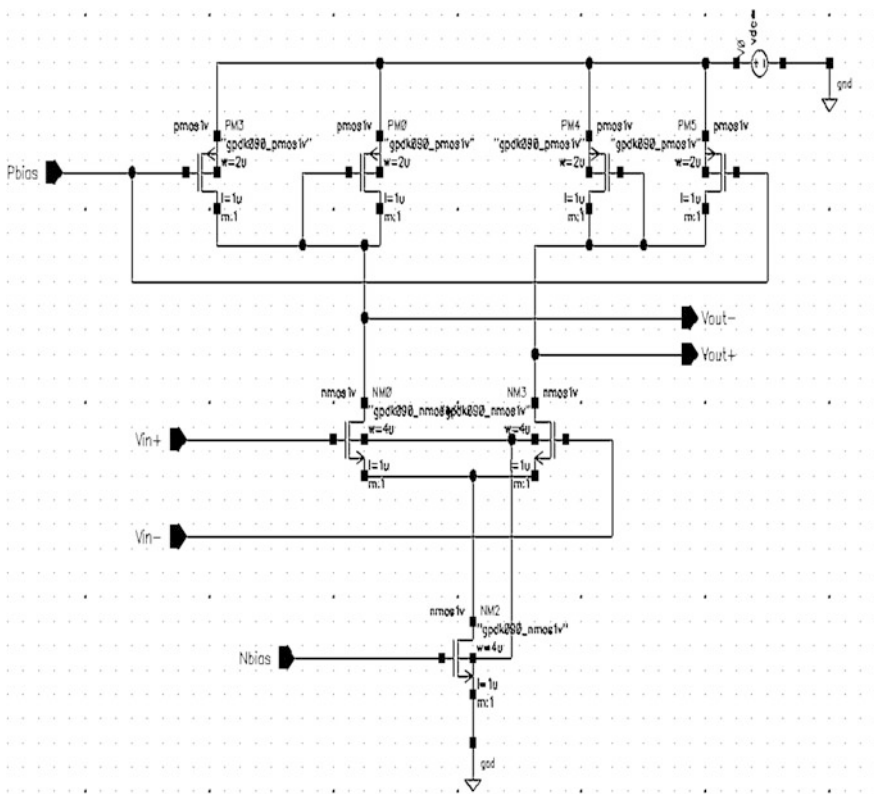 V0
vdc=
gnd
pmos1v PM3
"gpdk090_pmos1v"
w=2u
l=1u
m:1
pmos1v PM0
"gpdk090_pmos1v"
w=2u
l=1u
m:1
PM4 pmos1v
"gpdk090_pmos1v"
w=2u
l=1u
m:1
PM5 pmos1v
"gpdk090_pmos1v"
w=2u
l=1u
m:1
Pbias
Vout-
Vout+
nmos1v NM0
w=4u
l=1u
m:1
NM3 nmos1v
gpdk090_nmos1v"
w=4u
l=1u
m:1
Vin+
Vin-
nmos1v NM2
"gpdk090_nmos1v"
w=4u
l=1u
m:1
Nbias
gnd